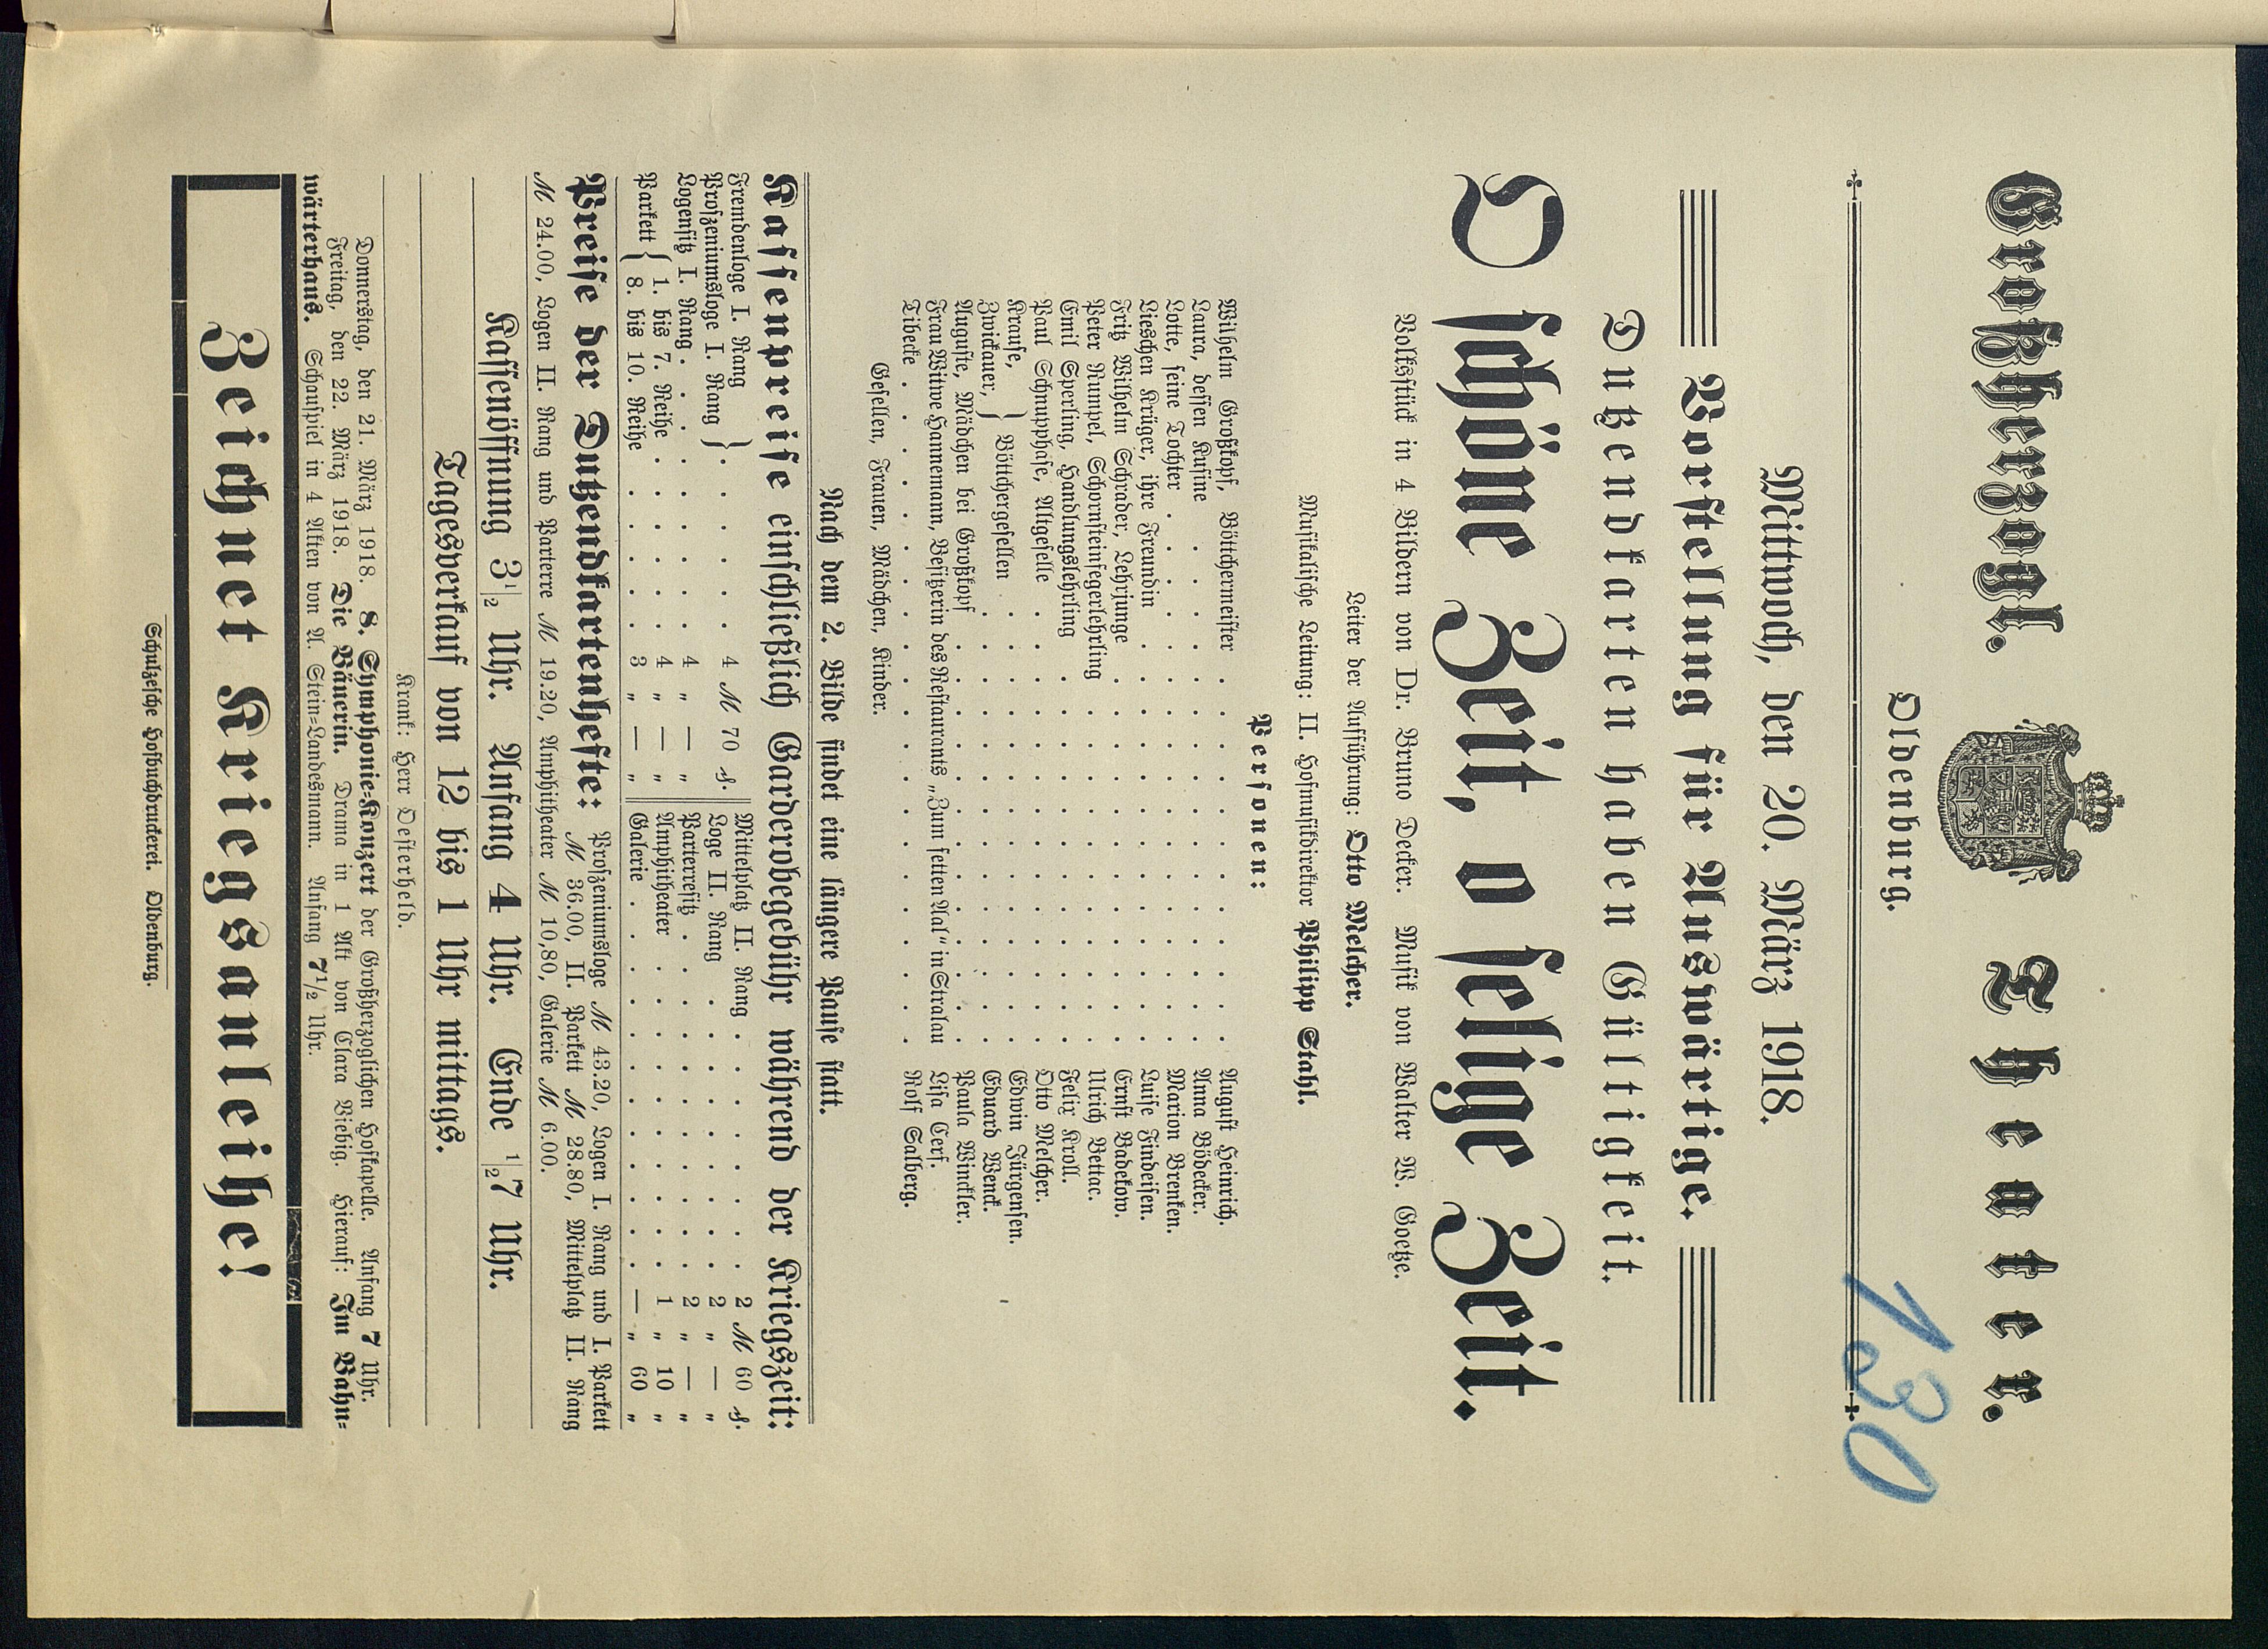 Großherzogl. Theater.
Oldenburg.
130
Mittwoch, den 20. März 1918.
Vorstellung für Auswärtige.
Dutzendkarten haben Gültigkeit.
O schöne Zeit, o selige Zeit.
Volksstück in 4 Bildern von Dr. Bruno Decker. Musik von Walter W. Goetze.
Leiter der Aufführung: Otto Melcher.
Musikalische Leitung: II. Hofmusikdirektor Philipp Stahl.
Personen:
Wilhelm Großkopf, Böttchermeister . . . . . . . . . . August Heinrich.
Laura, dessen Kusine . . . . . . . . . . Anna Bödecker.
Lotte, seine Tochter . . . . . . . . . . Marion Brenken.
Lieschen Krüger, ihre Freundin . . . . . . . . . . Luise Findeisen.
Fritz Wilhelm Schrader, Lehrjunge . . . . . . . . . . Ernst Badekow.
Peter Rumpel, Schornsteinfegerlehrling . . . . . . . . . . Ulrich Bettac.
Emil Sperling, Handlungslehrling . . . . . . . . . . Felix Kroll.
Paul Schnupphase, Altgeselle . . . . . . . . . . Otto Melcher.
Krause, } Böttchergesellen . . . . . . . . . . Edwin Jürgensen.
Zwickauer, } . . . . . . . . . . Eduard Wenck.
Auguste, Mädchen bei Großkopf . . . . . . . . . . Paula Winckler.
Frau Witwe Hannemann, Besitzerin des Restaurants „Zum fetten Aal“ in Stralau . Lisa Cerf.
Tibecke . . . . . . . . . . Rolf Salberg.
Gesellen, Frauen, Mädchen, Kinder.
Nach dem 2. Bilde findet eine längere Pause statt.
Kassenpreise einschließlich Garderobegebühr während der Kriegszeit:
Fremdenloge I. Rang } . . . . 4 M 70 ₰.
Proszeniumsloge I. Rang }
Logensitz I. Rang . . . . . . 4 „ — „
Parkett { 1. bis 7. Reihe . . . . . 4 „ — „
{ 8. bis 10. Reihe . . . . . 3 „ — „
Mittelplatz II. Rang . . . . . . 2 M 60 ₰.
Loge II. Rang . . . . . . 2 „ — „
Parterresitz . . . . . . 2 „ — „
Amphitheater . . . . . . 1 „ 10 „
Galerie . . . . . . — „ 60 „
Preise der Dutzendkartenhefte: Proszeniumsloge M 43.20, Logen I. Rang und I. Parkett
M 36.00, II. Parkett M 28.80, Mittelplatz II. Rang
M 24.00, Logen II. Rang und Parterre M 19.20, Amphitheater M 10,80, Galerie M 6.00.
Kassenöffnung 3½ Uhr. Anfang 4 Uhr. Ende ½7 Uhr.
Tagesverkauf von 12 bis 1 Uhr mittags.
Krank: Herr Oesterheld.
Donnerstag, den 21. März 1918. 8. Symphonie-Konzert der Großherzoglichen Hofkapelle. Anfang 7 Uhr.
Freitag, den 22. März 1918. Die Bäuerin. Drama in 1 Akt von Clara Viebig. Hierauf: Im Bahn-
wärterhaus. Schauspiel in 4 Akten von A. Stein-Landesmann. Anfang 7½ Uhr.
Zeichnet Kriegsanleihe!
Schulzesche Hofbuchdruckerei. Oldenburg.